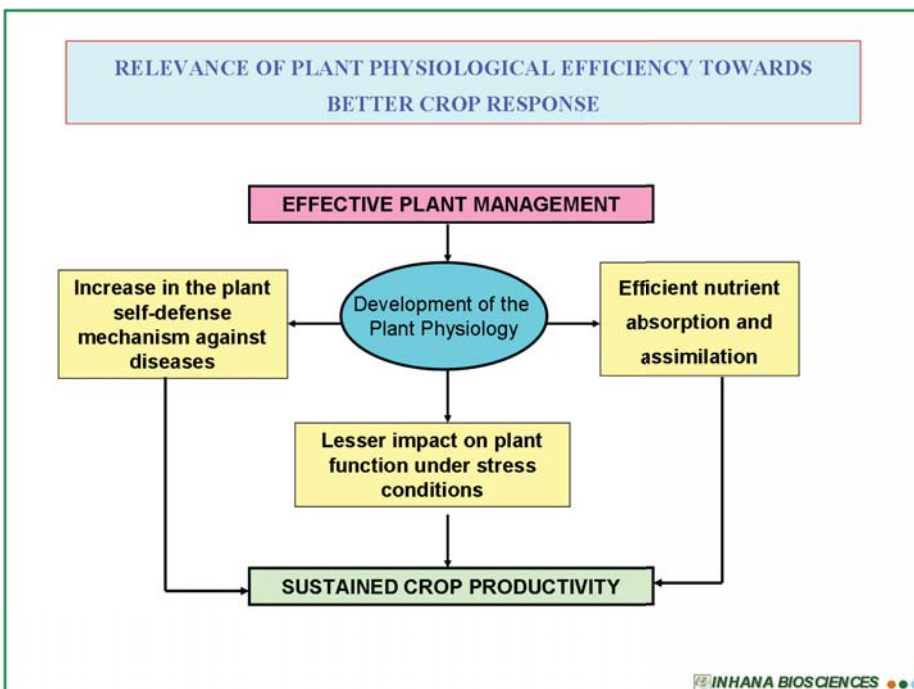 RELEVANCE OF PLANT PHYSIOLOGICAL EFFICIENCY TOWARDS
BETTER CROP RESPONSE
EFFECTIVE PLANT MANAGEMENT
Increase in the plant
self-defense
mechanism against
diseases
Development of the
Plant Physiology
Efficient nutrient
absorption and
assimilation
Lesser impact on plant
function under stress
conditions
SUSTAINED CROP PRODUCTIVITY
INHANA BIOSCIENCES